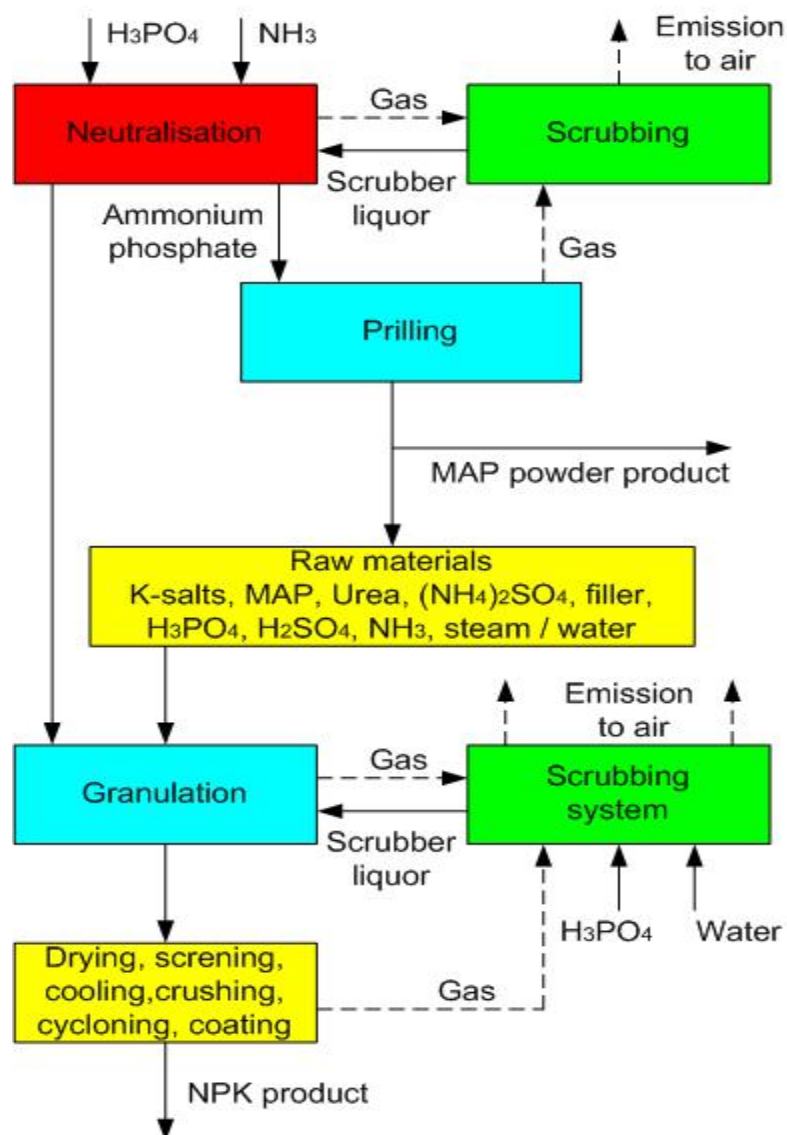 H₃PO₄
NH₃
Emission
to air
Neutralisation
Gas
Scrubbing
Scrubber
liquor
Ammonium
phosphate
Gas
Prilling
MAP powder product
Raw materials
K-salts, MAP, Urea, (NH₄)₂SO₄, filler,
H₃PO₄, H₂SO₄, NH₃, steam / water
Emission
to air
Granulation
Gas
Scrubbing
system
Scrubber
liquor
H₃PO₄
Water
Drying, screning,
cooling,crushing,
cycloning, coating
Gas
NPK product